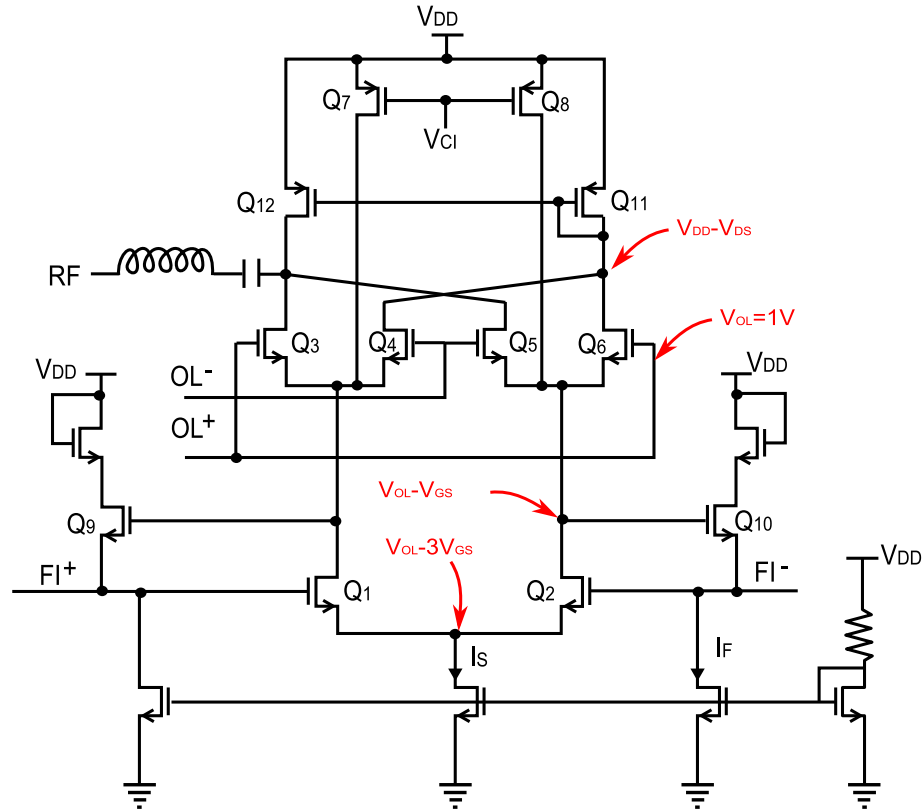 VDD
Q7
Q8
VCI
Q12
Q11
VDD-VDS
RF
VOL=1V
Q3
Q4
Q5
Q6
VDD
OL-
VDD
OL+
VOL-VGS
Q9
Q10
VOL-3VGS
FI+
Q1
Q2
FI-
VDD
IS
IF